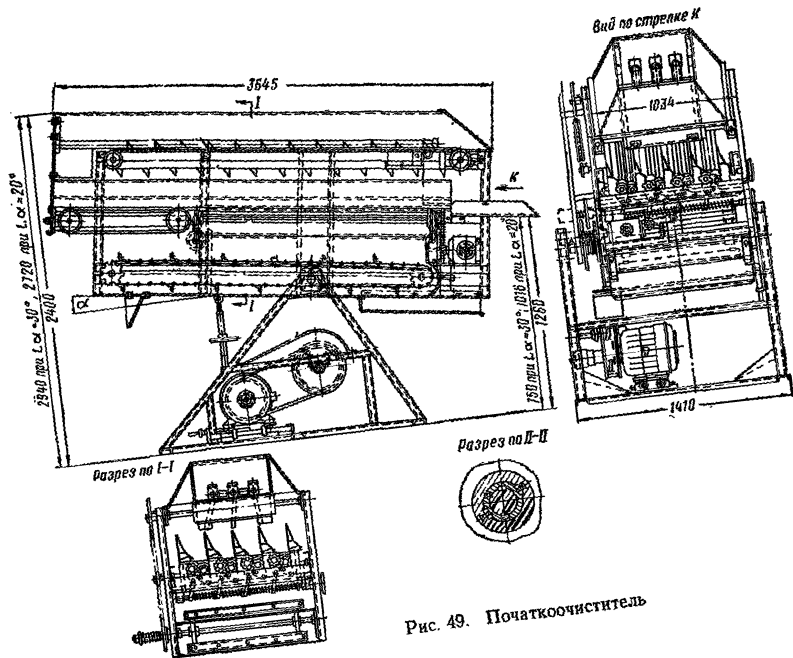 Вид по стрелке К
3645
I
1034
К
α
I
2940 при ∠α=30°, 2720 при ∠α=20°
2400
750 при ∠α=30°, 1016 при ∠α=20°
1260
1410
Разрез по I-I
Разрез по II-II
Рис. 49. Початкоочиститель